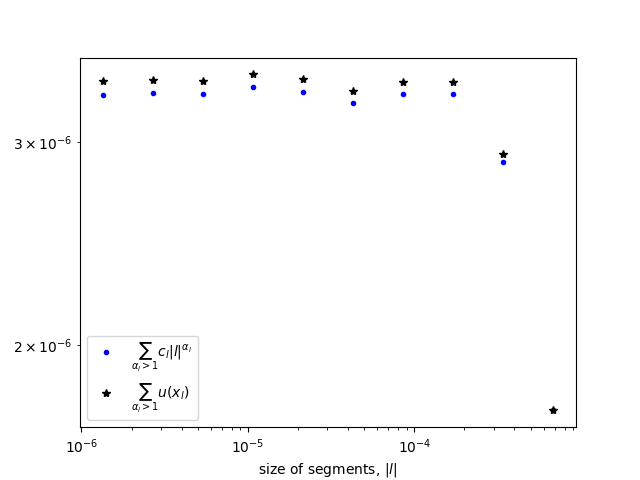 3 × 10⁻⁶
2 × 10⁻⁶
∑_{α_l>1} c_l|l|^{α_l}
∑_{α_l>1} u(x_l)
10⁻⁶ 10⁻⁵ 10⁻⁴
size of segments, |l|